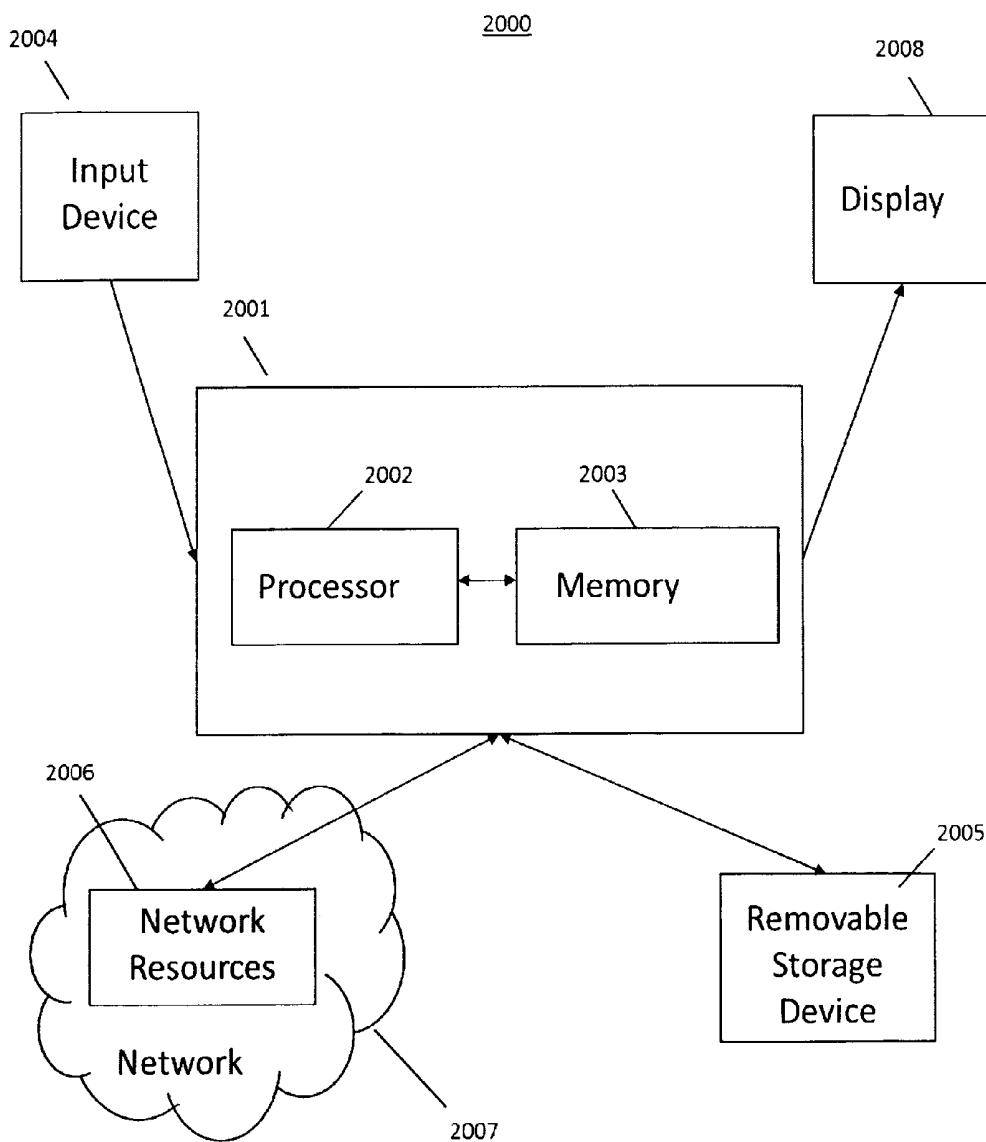 2000
2004
2008
Input
Device
Display
2001
2002
2003
Processor
Memory
2006
2005
Network
Resources
Removable
Storage
Device
Network
2007